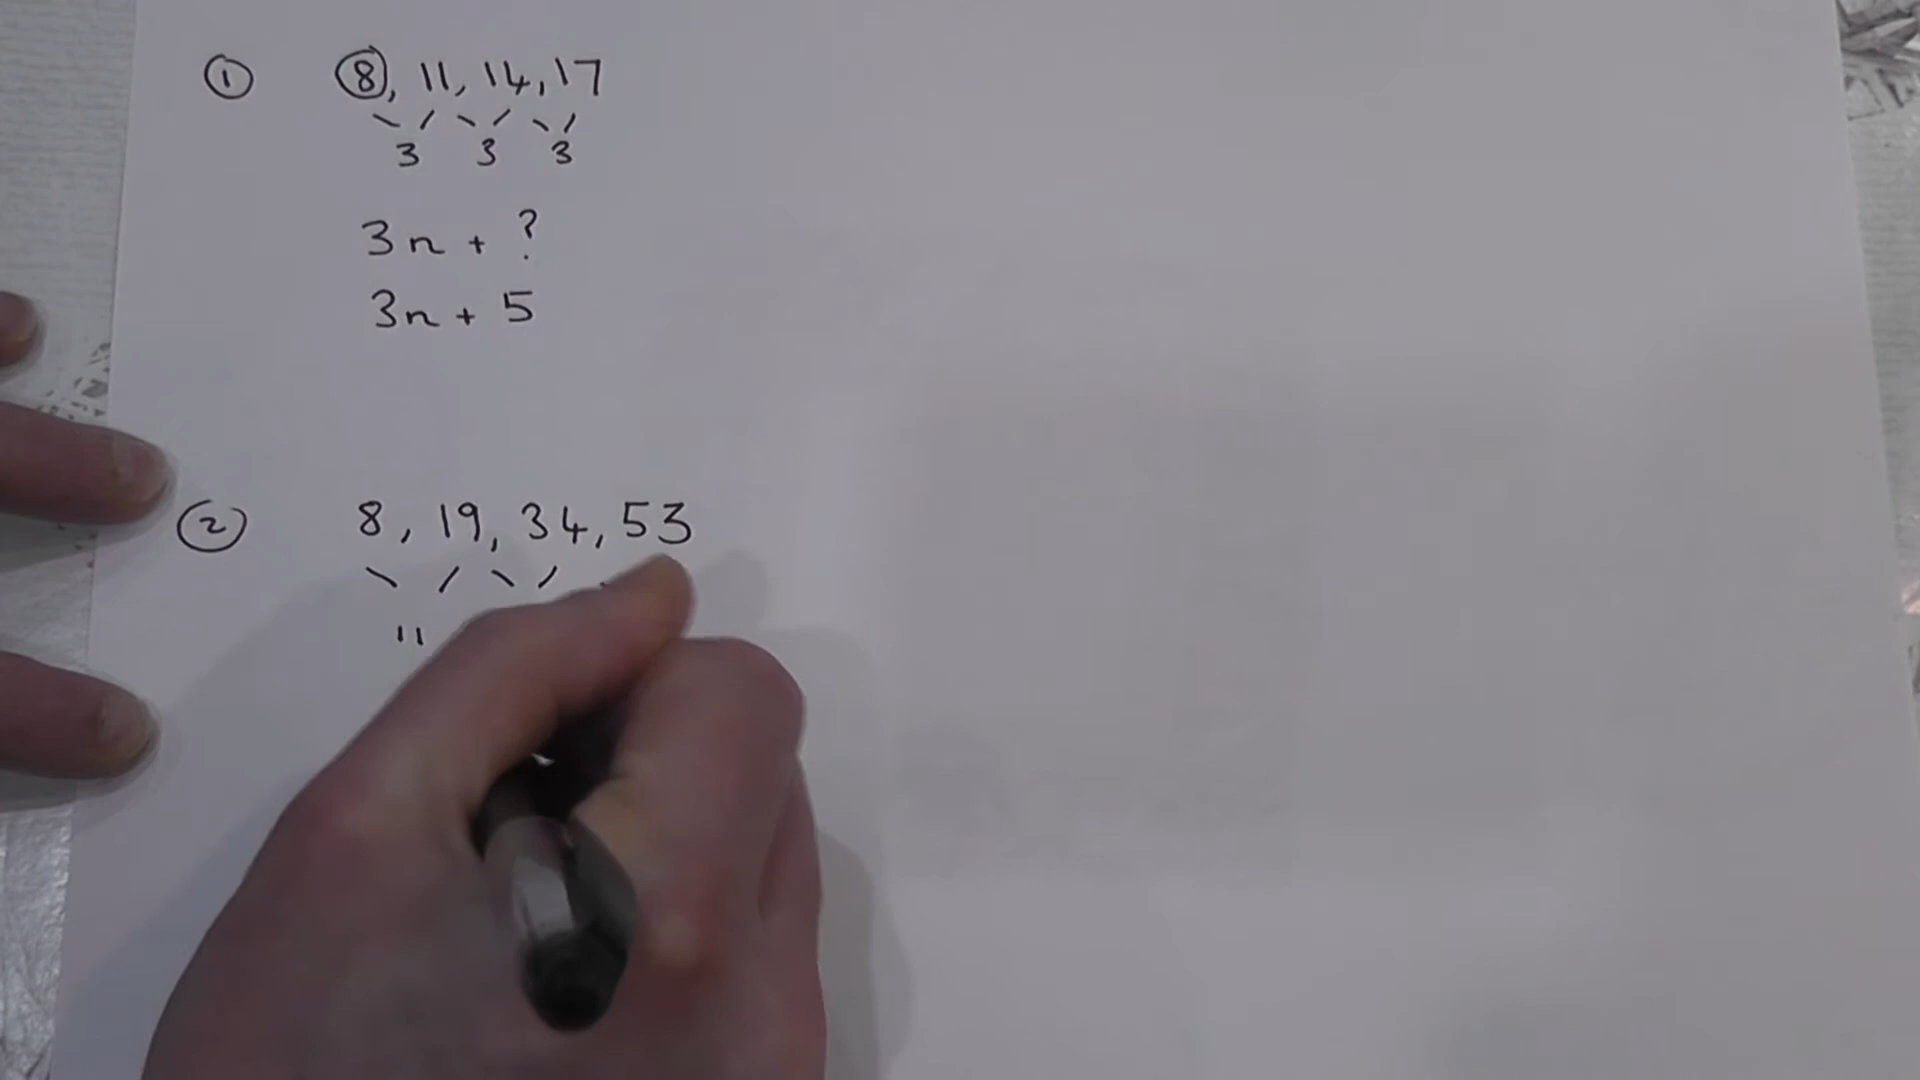 ① ⑧, 11, 14, 17
3 3 3
3n + ?
3n + 5
② 8, 19, 34, 53
11